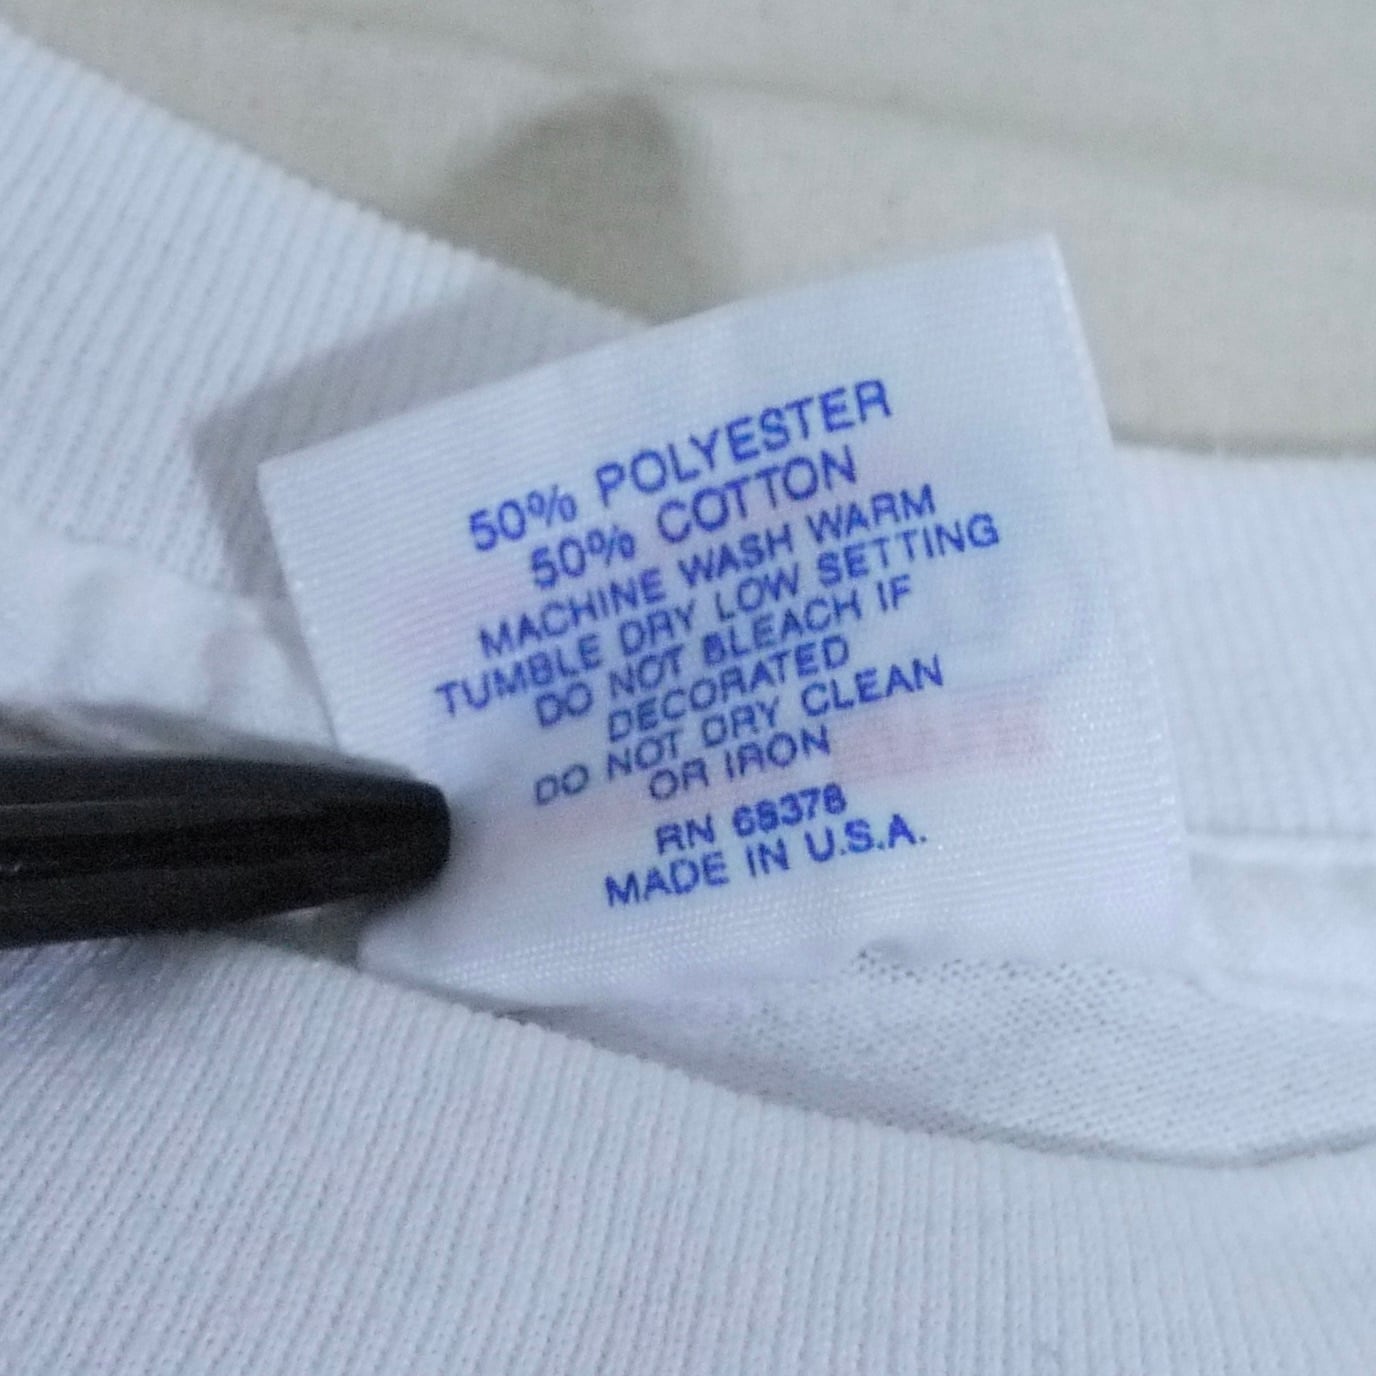 50% POLYESTER
50% COTTON
MACHINE WASH WARM
TUMBLE DRY LOW SETTING
DO NOT BLEACH IF
DECORATED
DO NOT DRY CLEAN
OR IRON
RN 68378
MADE IN U.S.A.